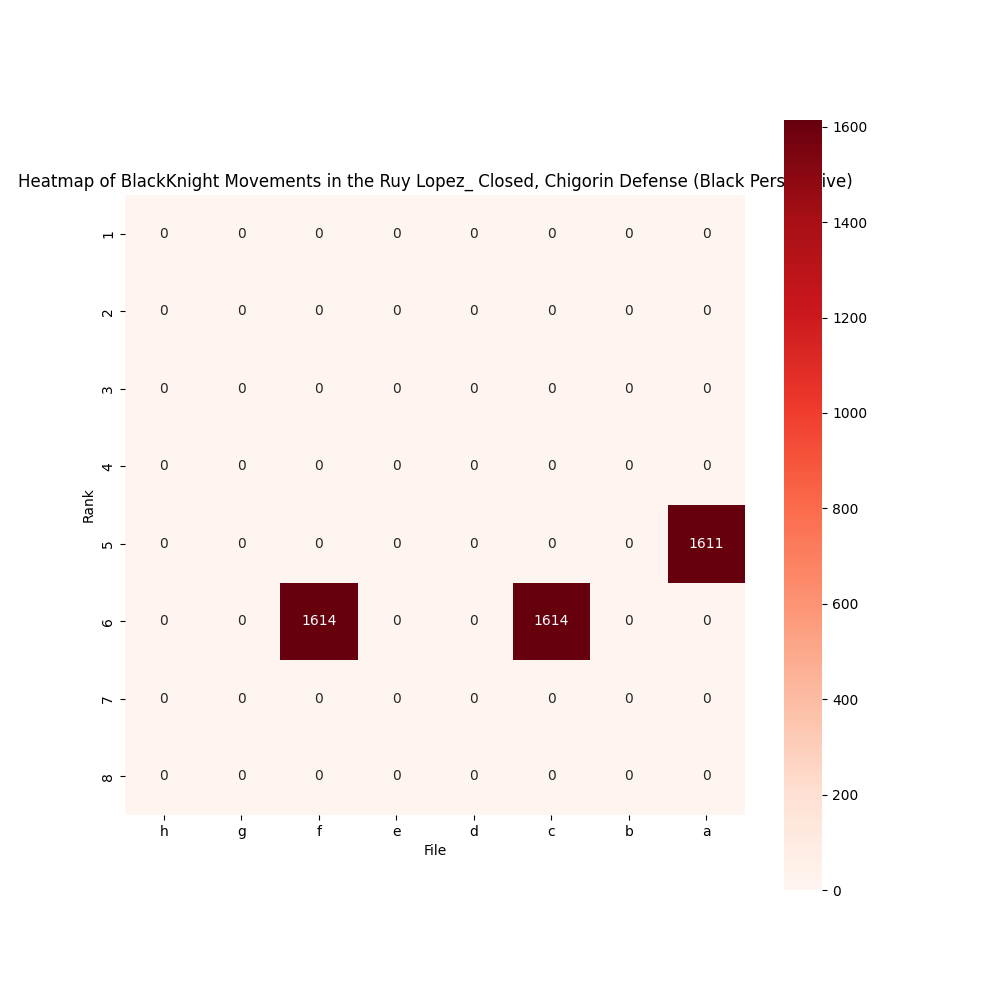 Heatmap of BlackKnight Movements in the Ruy Lopez_ Closed, Chigorin Defense (Black Pers ive)
1600
1400
1200
1000
800
600
400
200
0
Rank
1 0 0 0 0 0 0 0 0
2 0 0 0 0 0 0 0 0
3 0 0 0 0 0 0 0 0
4 0 0 0 0 0 0 0 0
5 0 0 0 0 0 0 0 1611
6 0 0 1614 0 0 1614 0 0
7 0 0 0 0 0 0 0 0
8 0 0 0 0 0 0 0 0
h g f e d c b a
File